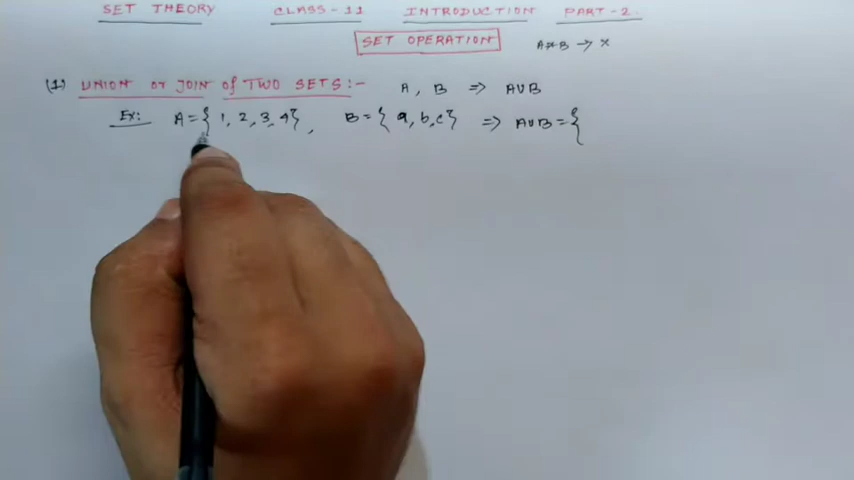 SET THEORY CLASS-11 INTRODUCTION PART-2.
SET OPERATION A*B → x
(1) UNION or JOIN of TWO SETS:- A, B ⇒ A∪B
Ex: A={1, 2, 3, 4}, B={a, b, c} ⇒ A∪B={